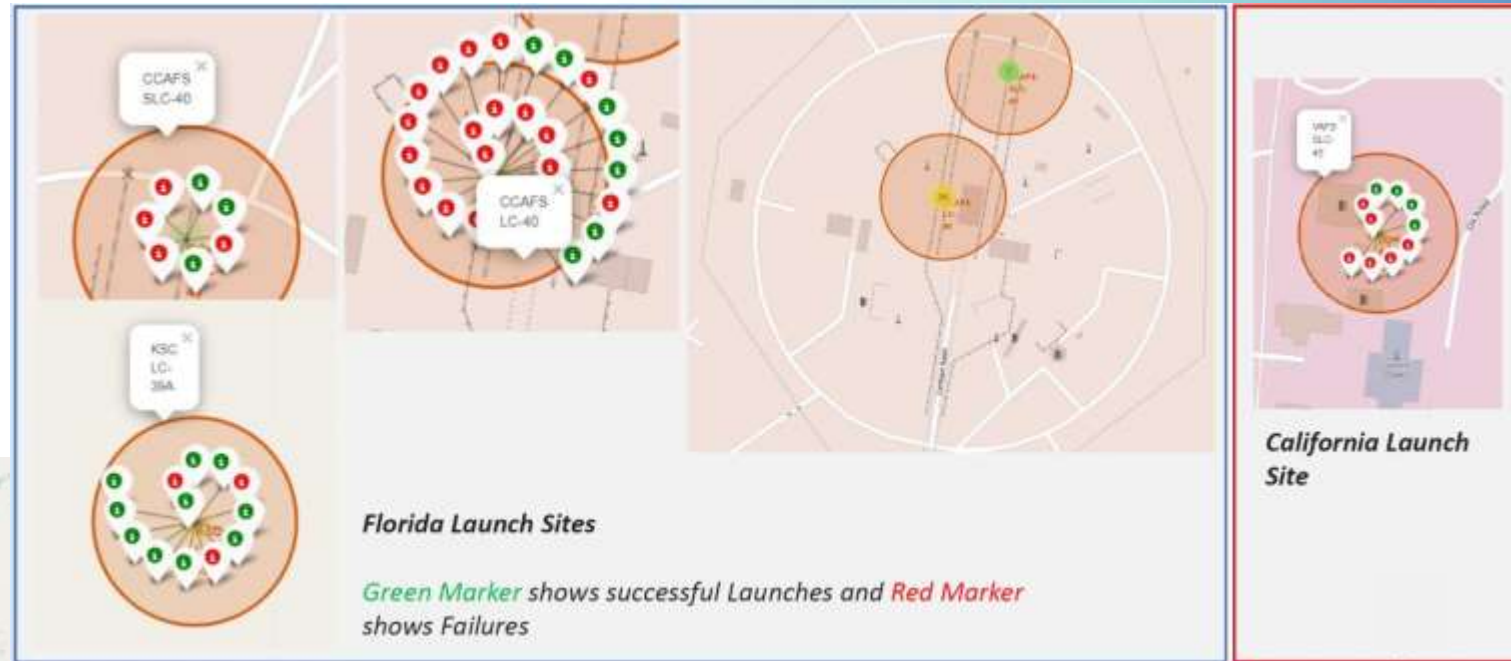 CCAFS
SLC-40
CCAFS
LC-40
KSC
LC-
39A
VAFB
SLC-
Florida Launch Sites
Green Marker shows successful Launches and Red Marker
shows Failures
California Launch
Site